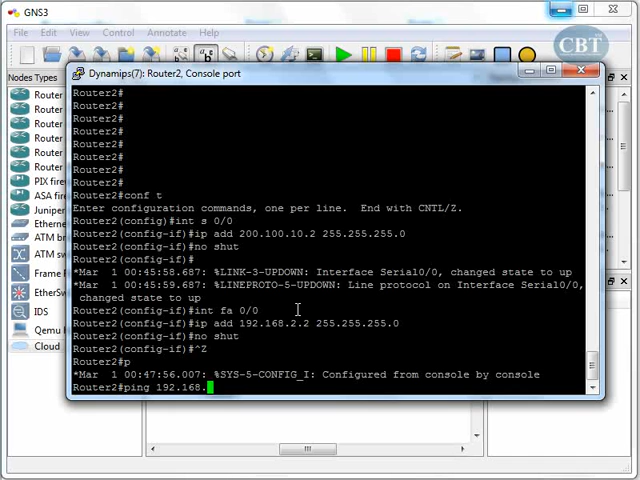 GNS3
File Edit View Control Annotate Help
CBT
Nodes Types
Dynamips(7): Router2, Console port
Router
Router
Router
Router
Router
Router
PIX firew
ASA firew
Juniper
Etherne
ATM br
ATM sw
Frame
EtherSw
IDS
Qemu
Cloud
Router2#
Router2#
Router2#
Router2#
Router2#
Router2#
Router2#
Router2#
Router2#conf t
Enter configuration commands, one per line.  End with CNTL/Z.
Router2(config)#int s 0/0
Router2(config-if)#ip add 200.100.10.2 255.255.255.0
Router2(config-if)#no shut
Router2(config-if)#
*Mar  1 00:45:58.687: %LINK-3-UPDOWN: Interface Serial0/0, changed state to up
*Mar  1 00:45:59.687: %LINEPROTO-5-UPDOWN: Line protocol on Interface Serial0/0,
changed state to up
Router2(config-if)#int fa 0/0
Router2(config-if)#ip add 192.168.2.2 255.255.255.0
Router2(config-if)#no shut
Router2(config-if)#^Z
Router2#p
*Mar  1 00:47:56.007: %SYS-5-CONFIG_I: Configured from console by console
Router2#ping 192.168.